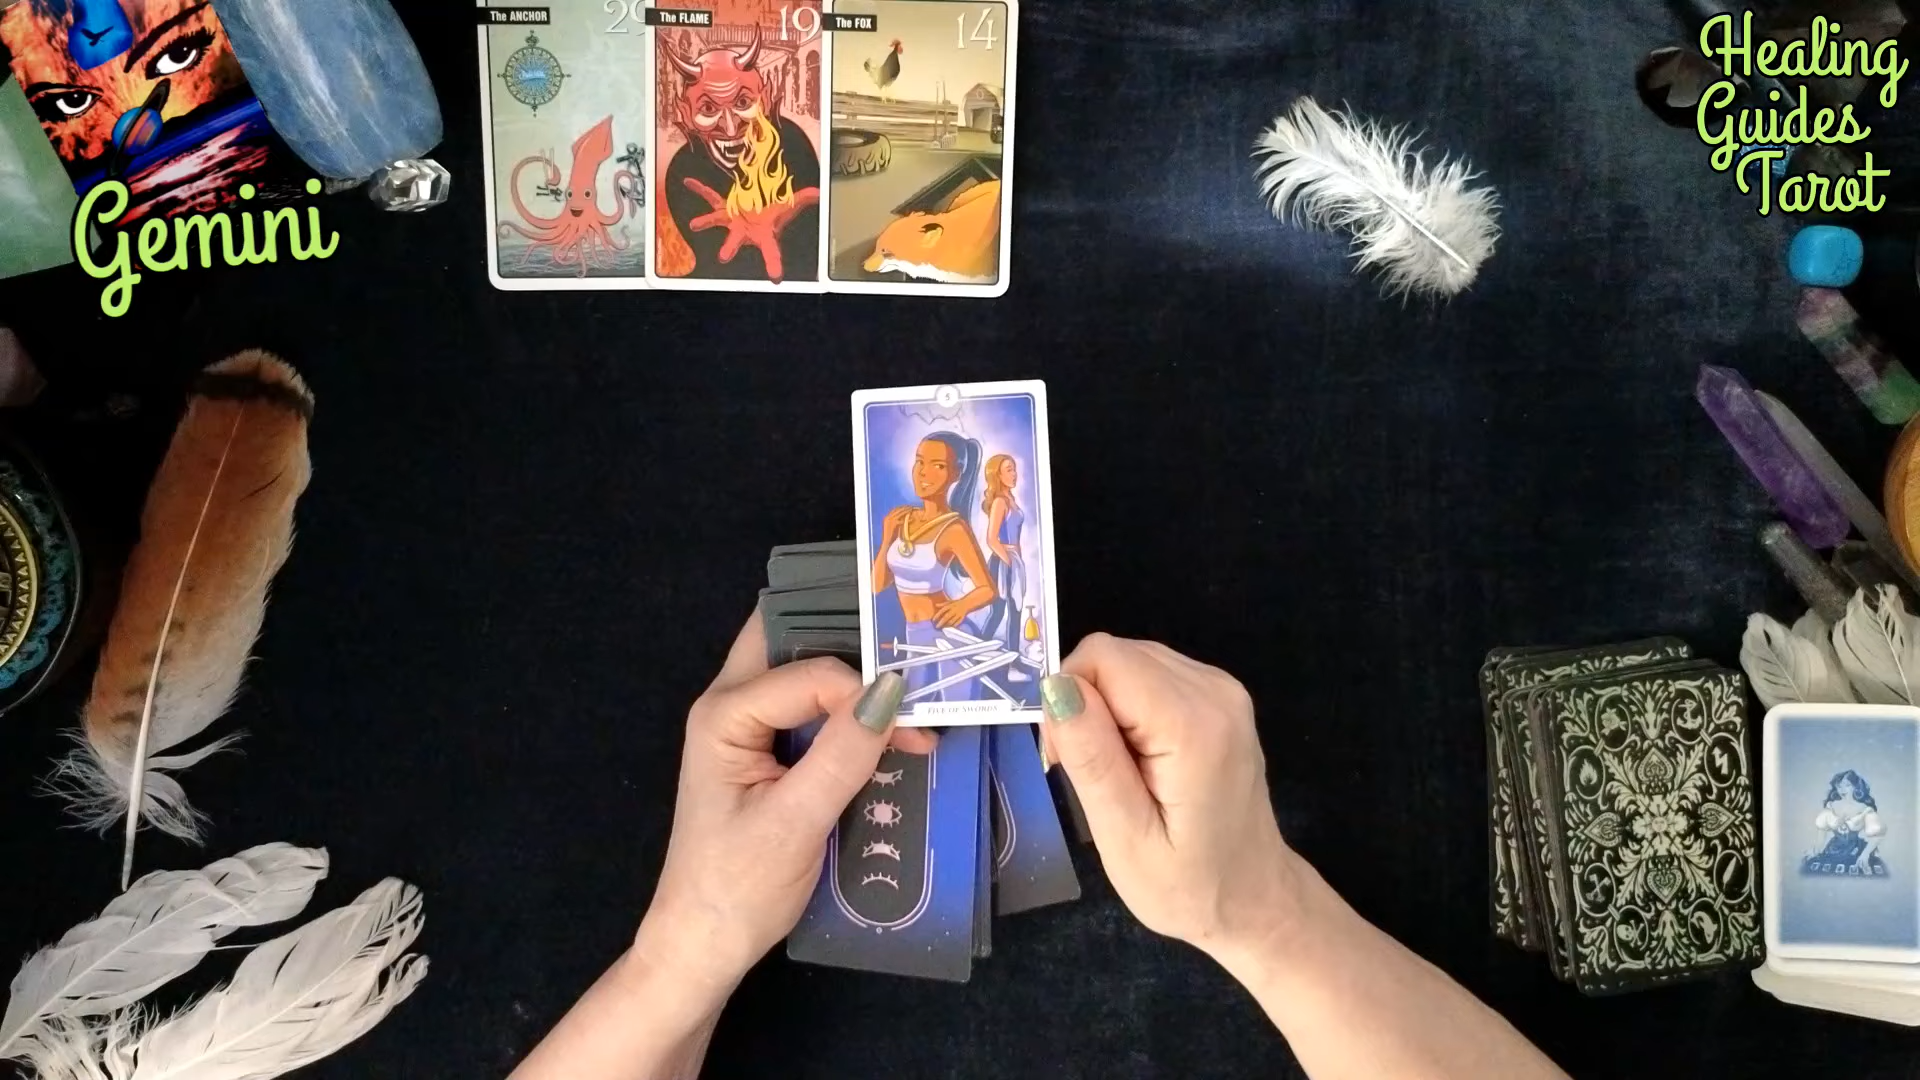 The ANCHOR
29
The FLAME
19
The FOX
14
Healing
Guides
Tarot
Gemini
5
FIVE OF SWORDS